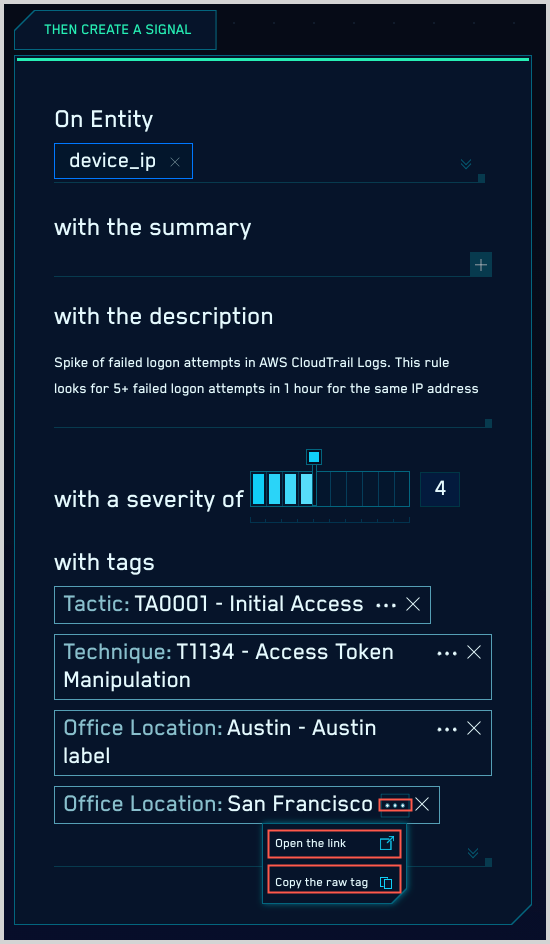 THEN CREATE A SIGNAL
On Entity
device_ip
with the summary
with the description
Spike of failed logon attempts in AWS CloudTrail Logs. This rule
looks for 5+ failed logon attempts in 1 hour for the same IP address
with a severity of 4
with tags
Tactic: TA0001 - Initial Access
Technique: T1134 - Access Token
Manipulation
Office Location: Austin - Austin
label
Office Location: San Francisco
Open the link
Copy the raw tag